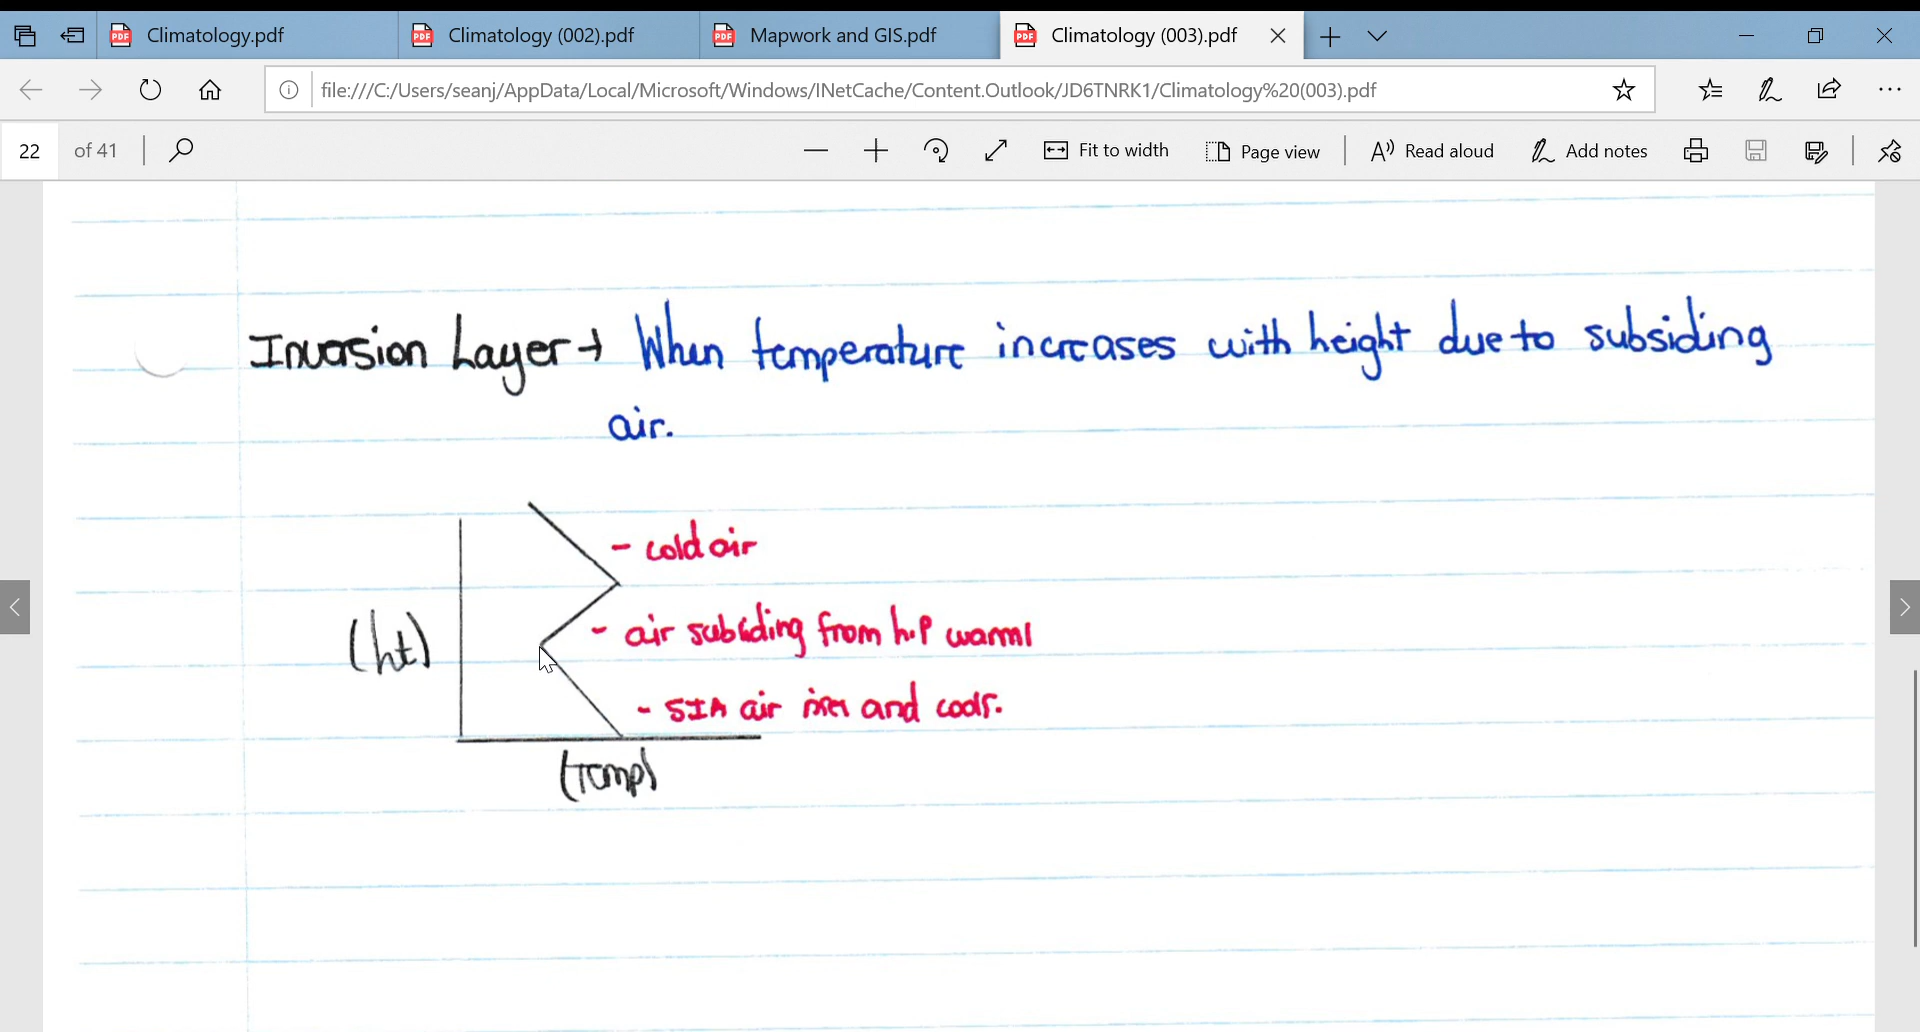 Climatology.pdf
Climatology (002).pdf
Mapwork and GIS.pdf
Climatology (003).pdf
file:///C:/Users/seanj/AppData/Local/Microsoft/Windows/INetCache/Content.Outlook/JD6TNRK1/Climatology%20(003).pdf
22 of 41
Fit to width
Page view
Read aloud
Add notes
Inversion Layer → When temperature increases with height due to subsiding
air.
- cold air
(ht)
- air subsiding from h.P warms
- SIA air rises and cools.
(Temp)